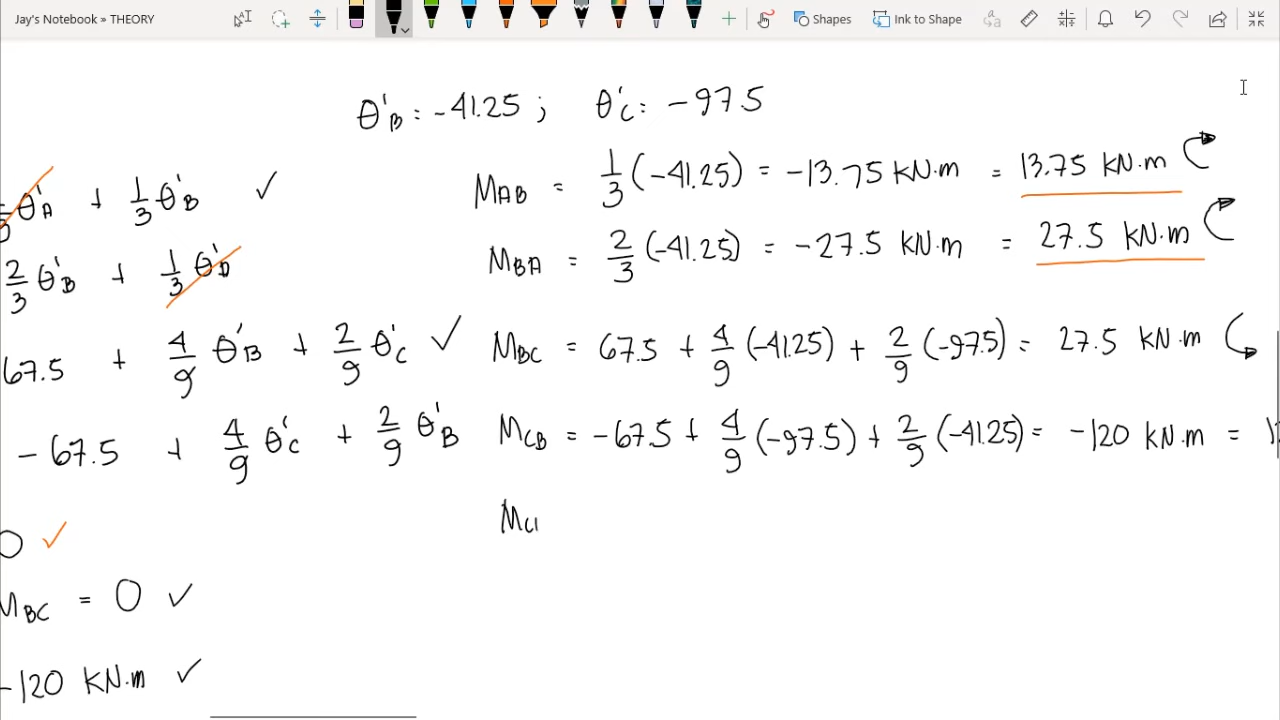 Jay's Notebook » THEORY
Shapes
Ink to Shape
θ'B = -41.25 ; θ'C = -97.5
θ'A + 1/3 θ'B ✓ MAB = 1/3 (-41.25) = -13.75 kN·m = 13.75 kN·m
2/3 θ'B + 1/3 θ'A MBA = 2/3 (-41.25) = -27.5 kN·m = 27.5 kN·m
67.5 + 4/9 θ'B + 2/9 θ'C ✓ MBC = 67.5 + 4/9 (-41.25) + 2/9 (-97.5) = 27.5 kN·m
-67.5 + 4/9 θ'C + 2/9 θ'B MCB = -67.5 + 4/9 (-97.5) + 2/9 (-41.25) = -120 kN·m =
0 ✓
MBC = 0 ✓
-120 kN·m ✓